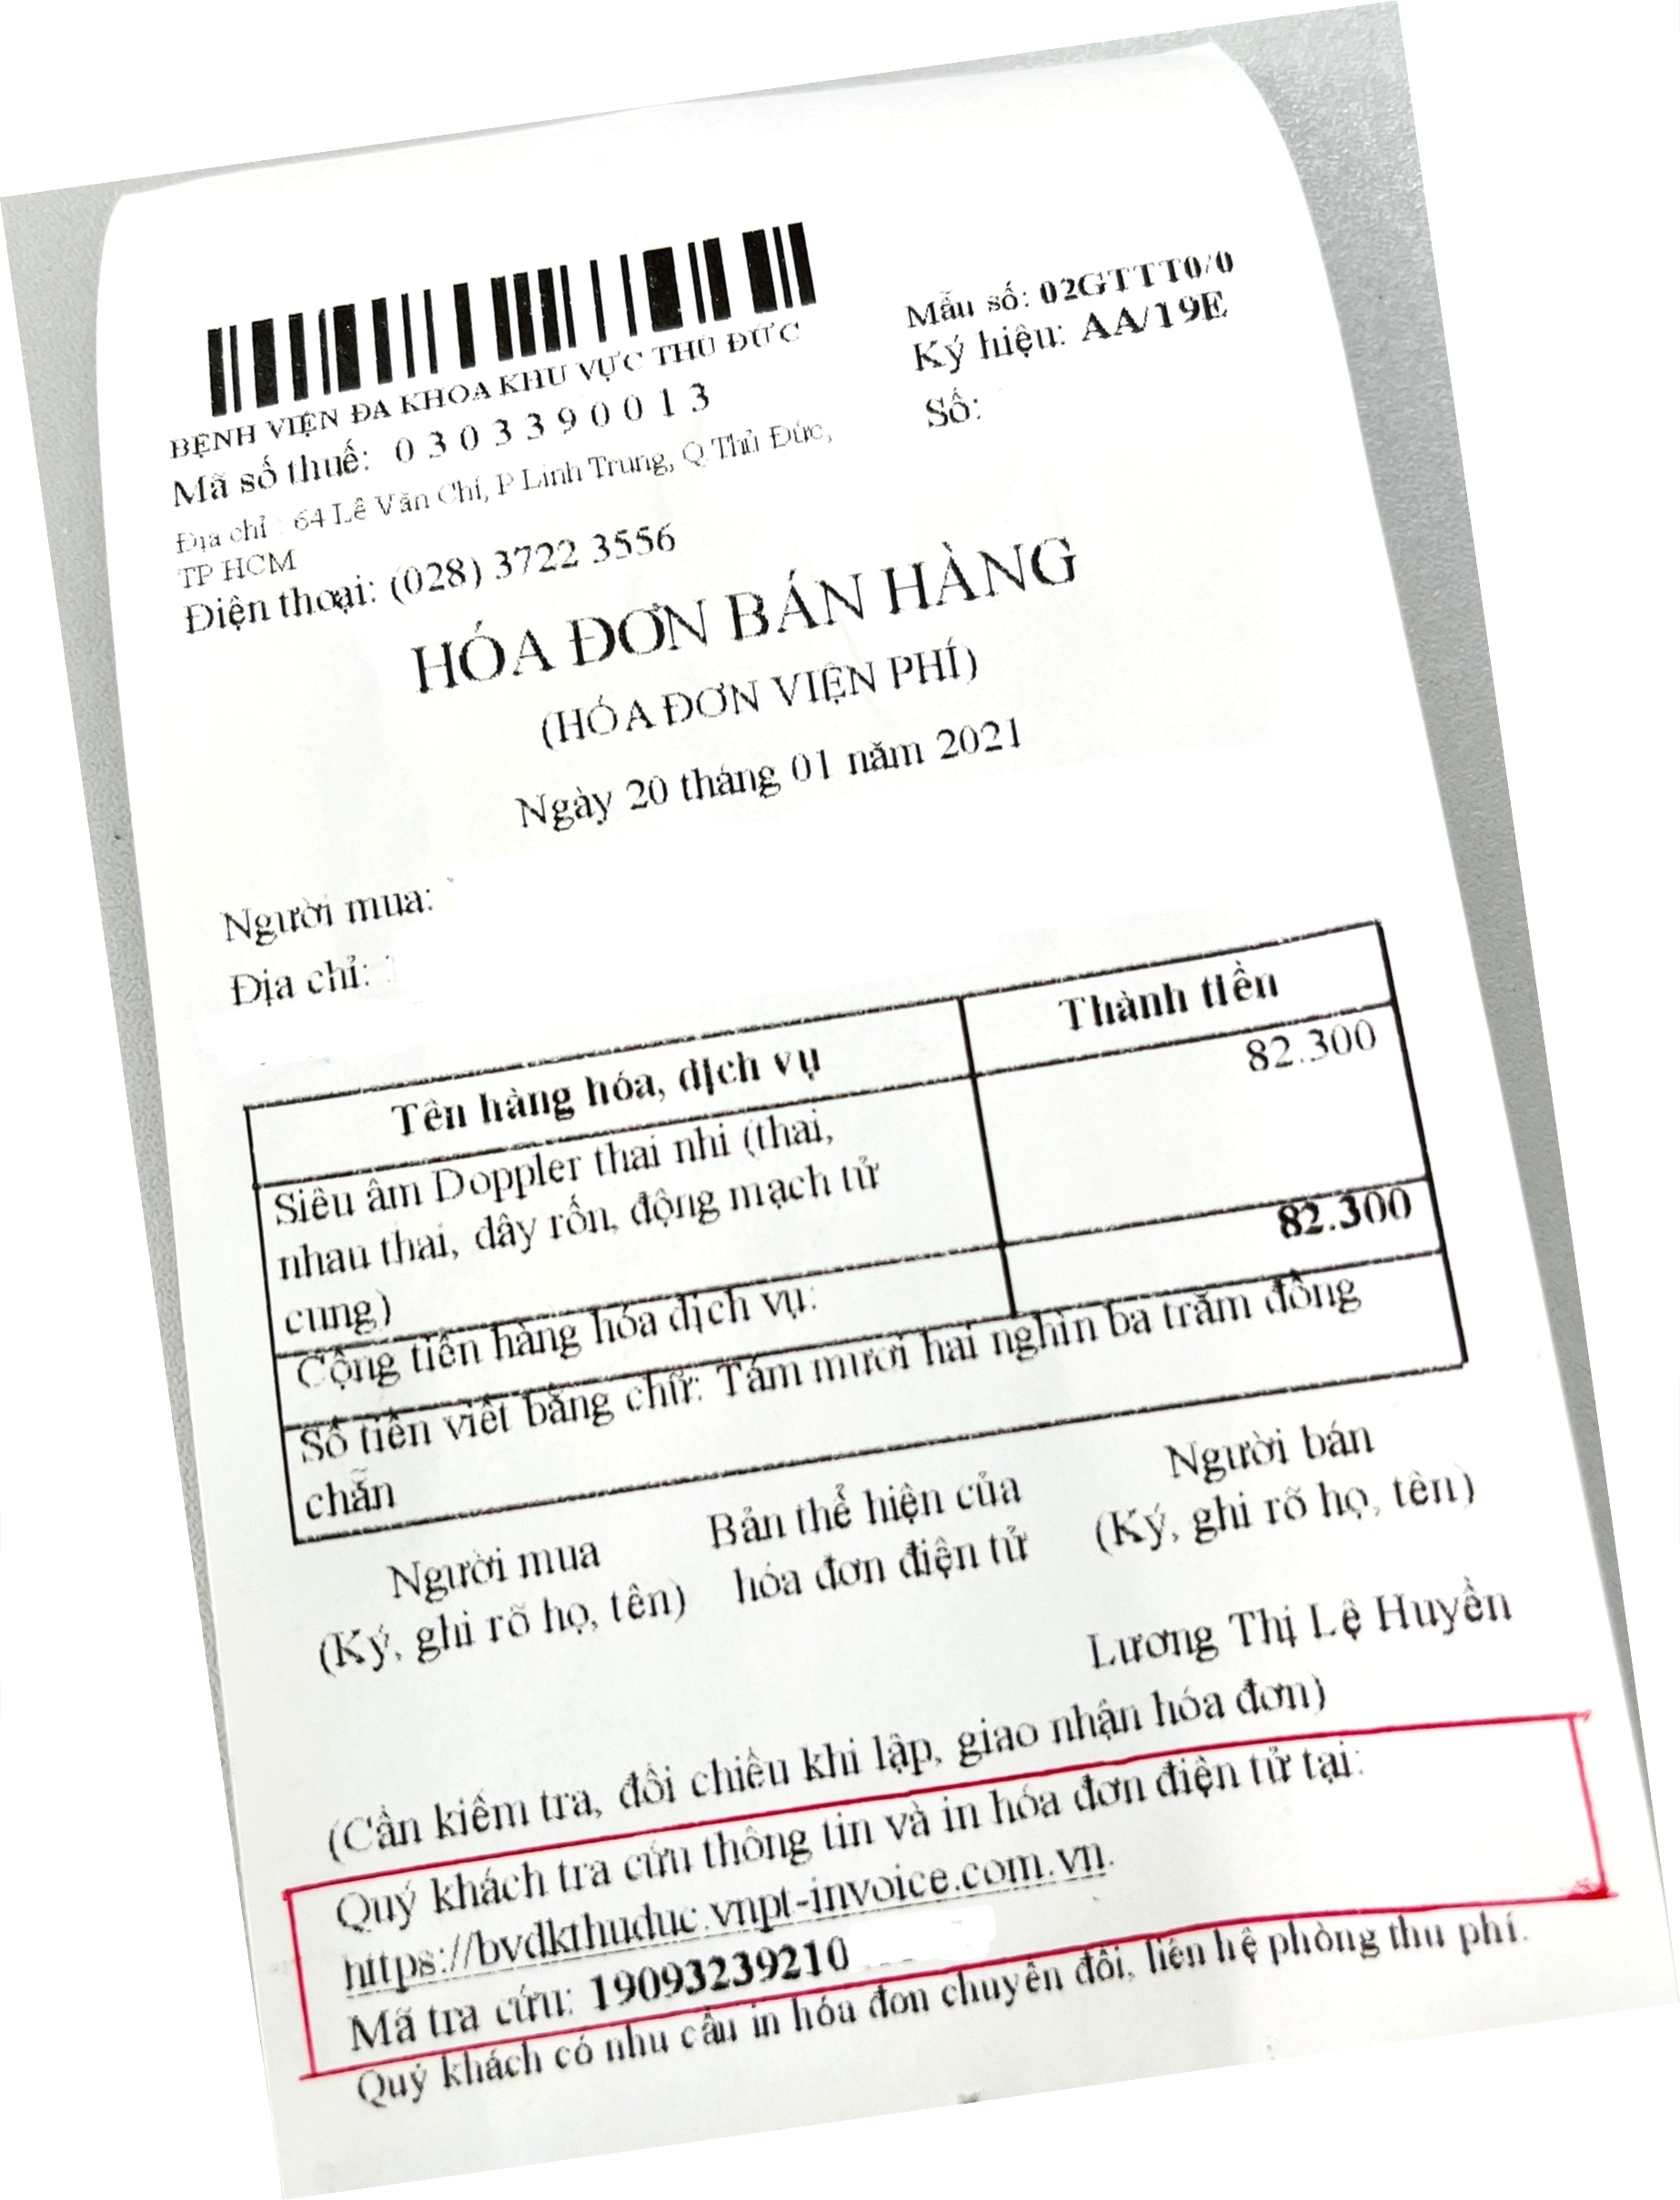 BỆNH VIỆN ĐA KHOA KHU VỰC THỦ ĐỨC
Mã số thuế: 0 3 0 3 3 9 0 0 1 3
Địa chỉ : 64 Lê Văn Chí, P Linh Trung, Q Thủ Đức,
TP HCM
Điện thoại: (028) 3722 3556
Mẫu số: 02GTTT0/0
Ký hiệu: AA/19E
Số:
HÓA ĐƠN BÁN HÀNG
(HÓA ĐƠN VIỆN PHÍ)
Ngày 20 tháng 01 năm 2021
Người mua:
Địa chỉ:
Tên hàng hóa, dịch vụ Thành tiền
Siêu âm Doppler thai nhi (thai, 82.300
nhau thai, dây rốn, động mạch tử
cung)
Cộng tiền hàng hóa dịch vụ: 82.300
Số tiền viết bằng chữ: Tám mươi hai nghìn ba trăm đồng
chẵn
Người mua
(Ký, ghi rõ họ, tên)
Bản thể hiện của
hóa đơn điện tử
Người bán
(Ký, ghi rõ họ, tên)
Lương Thị Lệ Huyền
(Cần kiểm tra, đối chiếu khi lập, giao nhận hóa đơn)
Quý khách tra cứu thông tin và in hóa đơn điện tử tại:
https://bvdkthuduc.vnpt-invoice.com.vn.
Mã tra cứu: 19093239210
Quý khách có nhu cầu in hóa đơn chuyển đổi, liên hệ phòng thu phí.